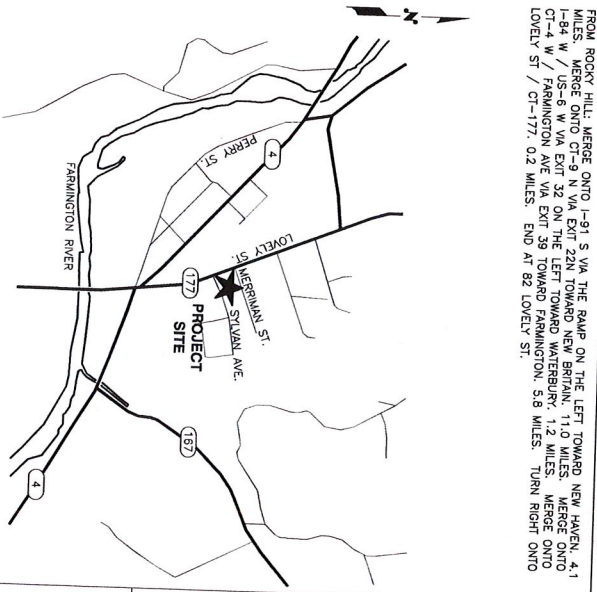 FROM ROCKY HILL: MERGE ONTO I-91 S VIA THE RAMP ON THE LEFT TOWARD NEW HAVEN. 4.1
MILES. MERGE ONTO CT-9 N VIA EXIT 22N TOWARD NEW BRITAIN. 11.0 MILES. MERGE ONTO
I-84 W / US-6 W VIA EXIT 32 ON THE LEFT TOWARD WATERBURY. 1.2 MILES. MERGE ONTO
CT-4 W / FARMINGTON AVE VIA EXIT 39 TOWARD FARMINGTON. 5.8 MILES. TURN RIGHT ONTO
LOVELY ST / CT-177. 0.2 MILES. END AT 82 LOVELY ST.
N
PERRY ST.
4
LOVELY ST.
MERRIMAN ST.
SYLVAN AVE.
177
PROJECT
SITE
FARMINGTON RIVER
167
4